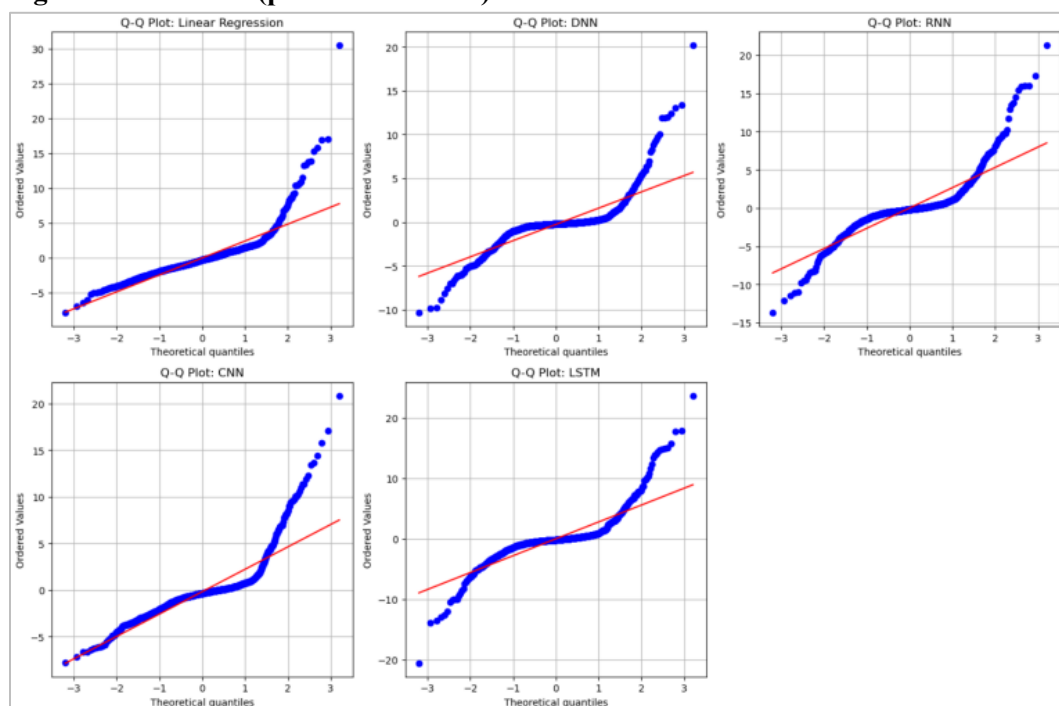 Q-Q Plot: Linear Regression
Ordered Values
30
25
20
15
10
5
0
−5
−3 −2 −1 0 1 2 3
Theoretical quantiles
Q-Q Plot: DNN
Ordered Values
20
15
10
5
0
−5
−10
−3 −2 −1 0 1 2 3
Theoretical quantiles
Q-Q Plot: RNN
Ordered Values
20
15
10
5
0
−5
−10
−15
−3 −2 −1 0 1 2 3
Theoretical quantiles
Q-Q Plot: CNN
Ordered Values
20
15
10
5
0
−5
−3 −2 −1 0 1 2 3
Theoretical quantiles
Q-Q Plot: LSTM
Ordered Values
20
10
0
−10
−20
−3 −2 −1 0 1 2 3
Theoretical quantiles